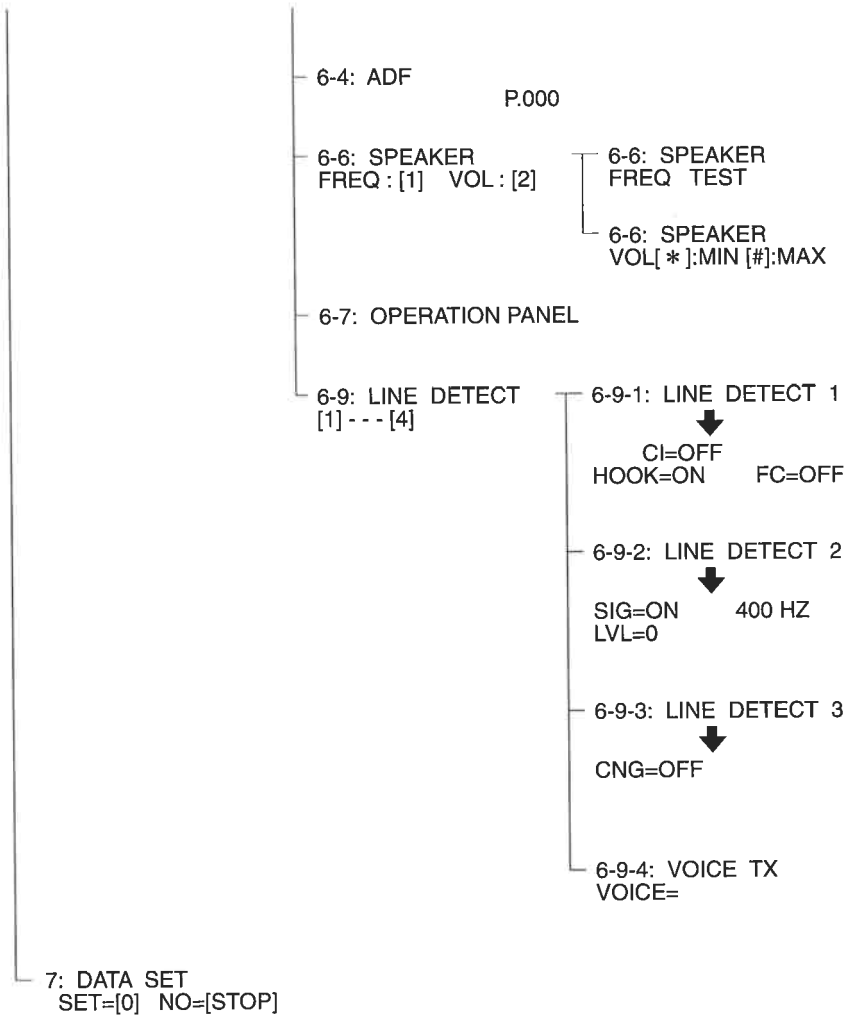 6-4: ADF
P.000
6-6: SPEAKER
FREQ : [1] VOL : [2]
6-6: SPEAKER
FREQ TEST
6-6: SPEAKER
VOL[ * ]:MIN [#]:MAX
6-7: OPERATION PANEL
6-9: LINE DETECT
[1] - - - [4]
6-9-1: LINE DETECT 1
CI=OFF
HOOK=ON FC=OFF
6-9-2: LINE DETECT 2
SIG=ON 400 HZ
LVL=0
6-9-3: LINE DETECT 3
CNG=OFF
6-9-4: VOICE TX
VOICE=
7: DATA SET
SET=[0] NO=[STOP]